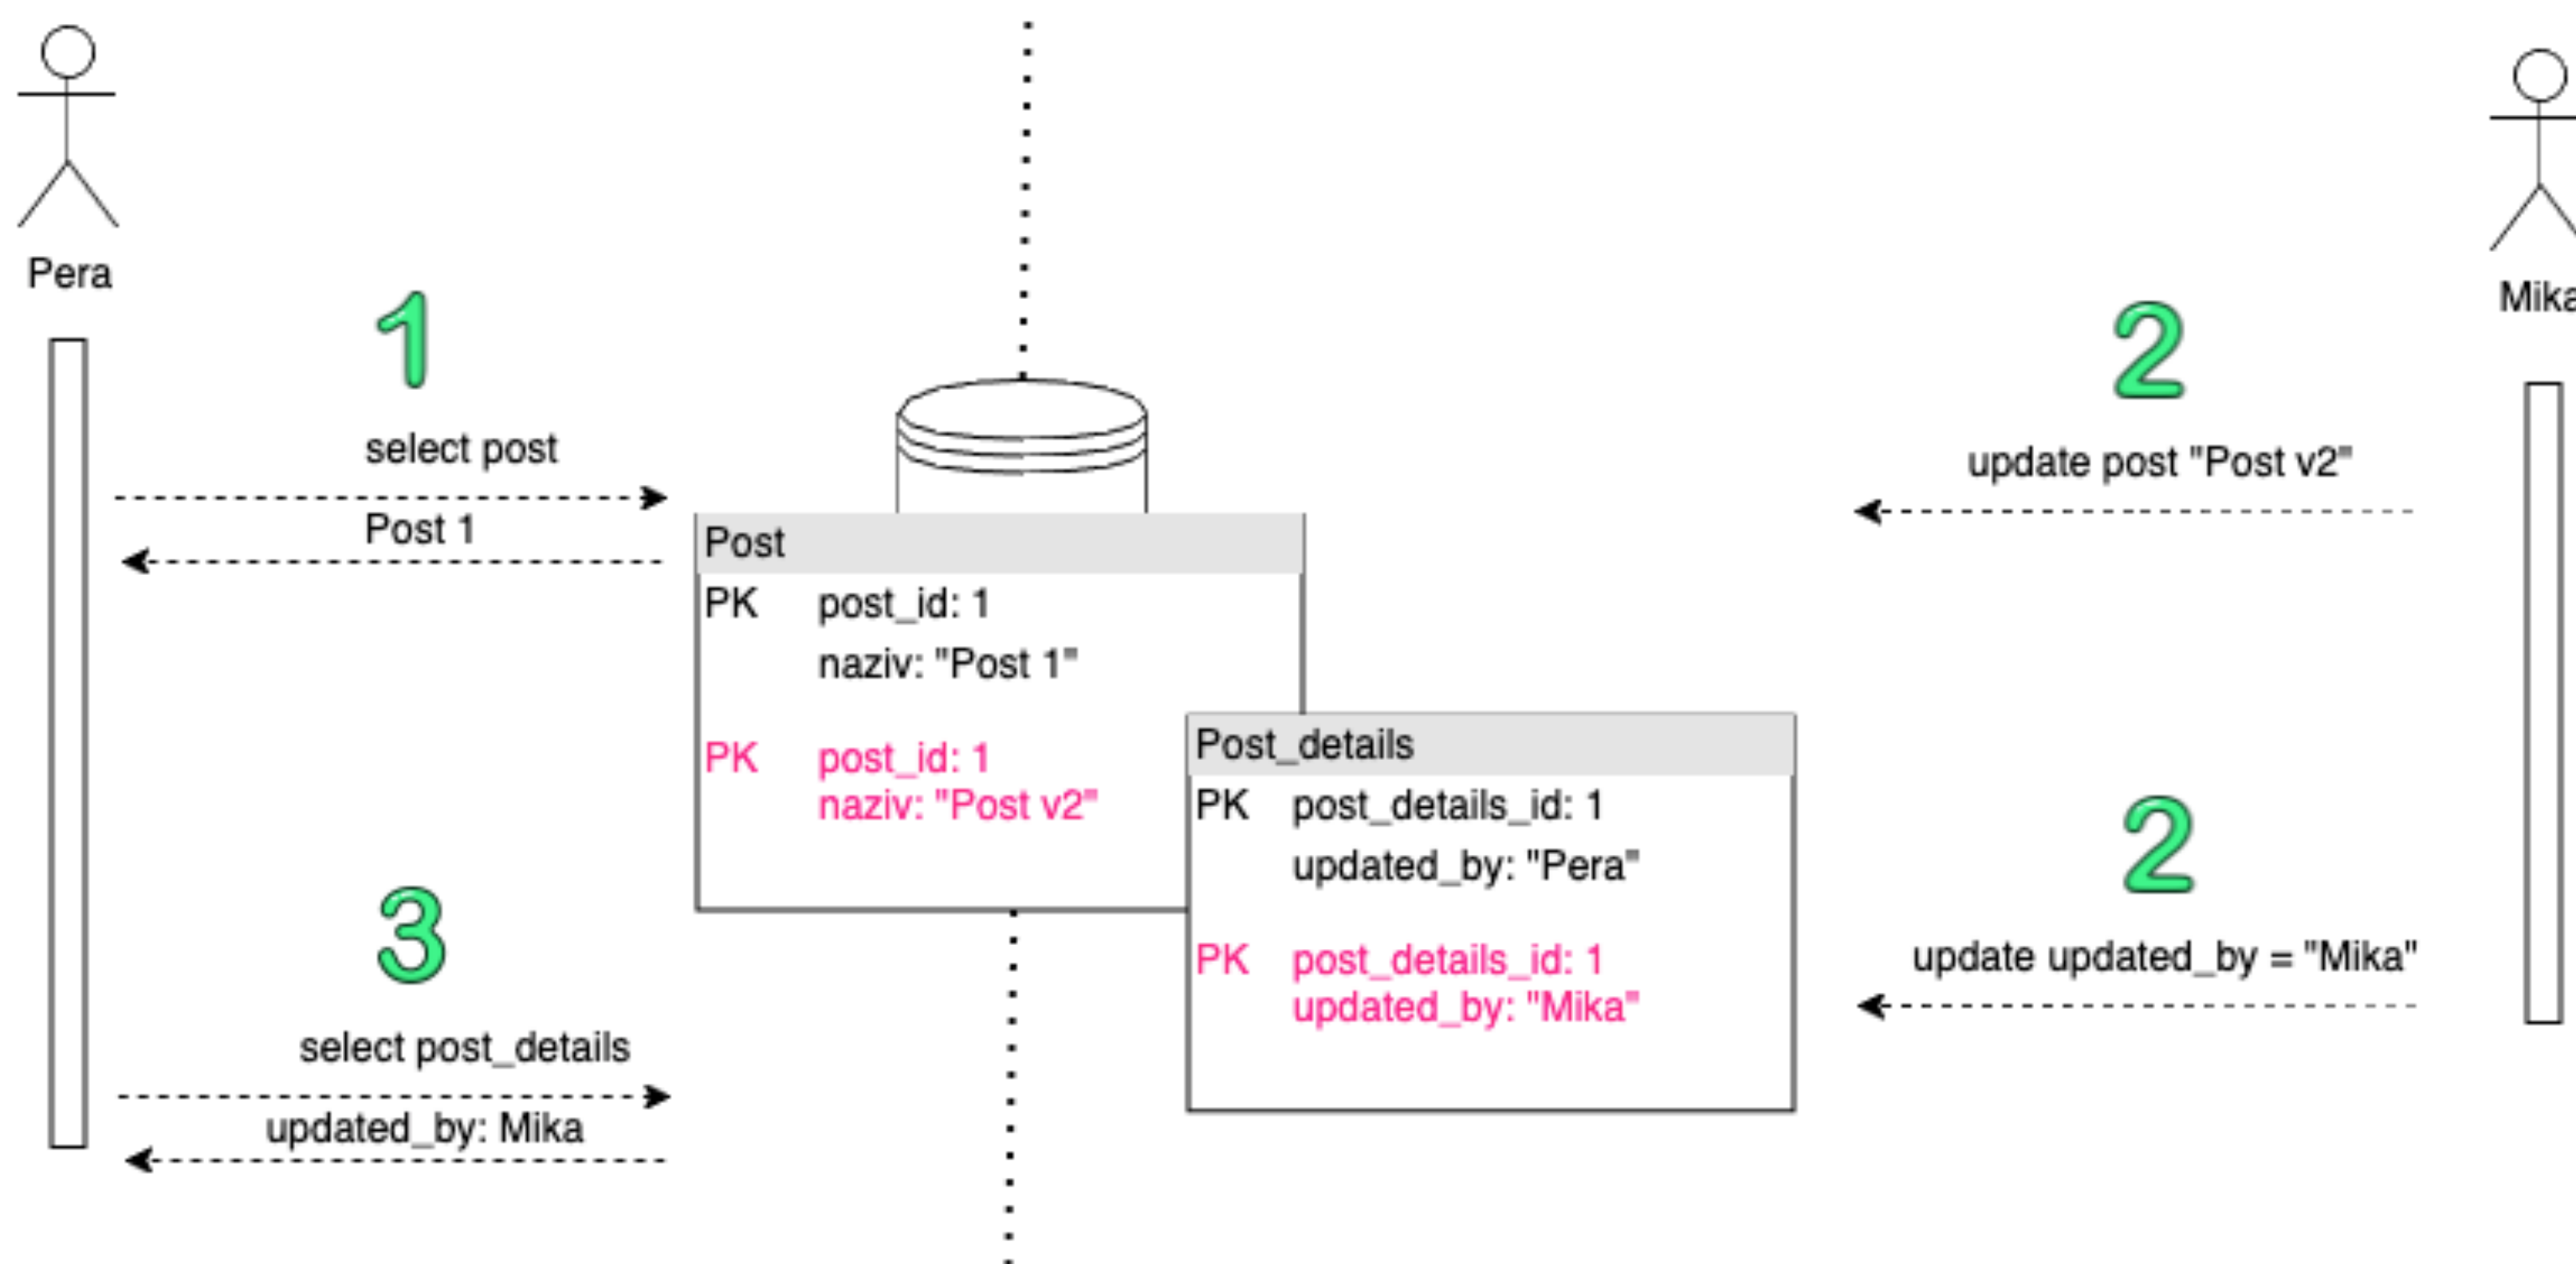 Pera
1
select post
Post 1
3
select post_details
updated_by: Mika
Post
PK post_id: 1
naziv: "Post 1"
PK post_id: 1
naziv: "Post v2"
Post_details
PK post_details_id: 1
updated_by: "Pera"
PK post_details_id: 1
updated_by: "Mika"
Mika
2
update post "Post v2"
2
update updated_by = "Mika"